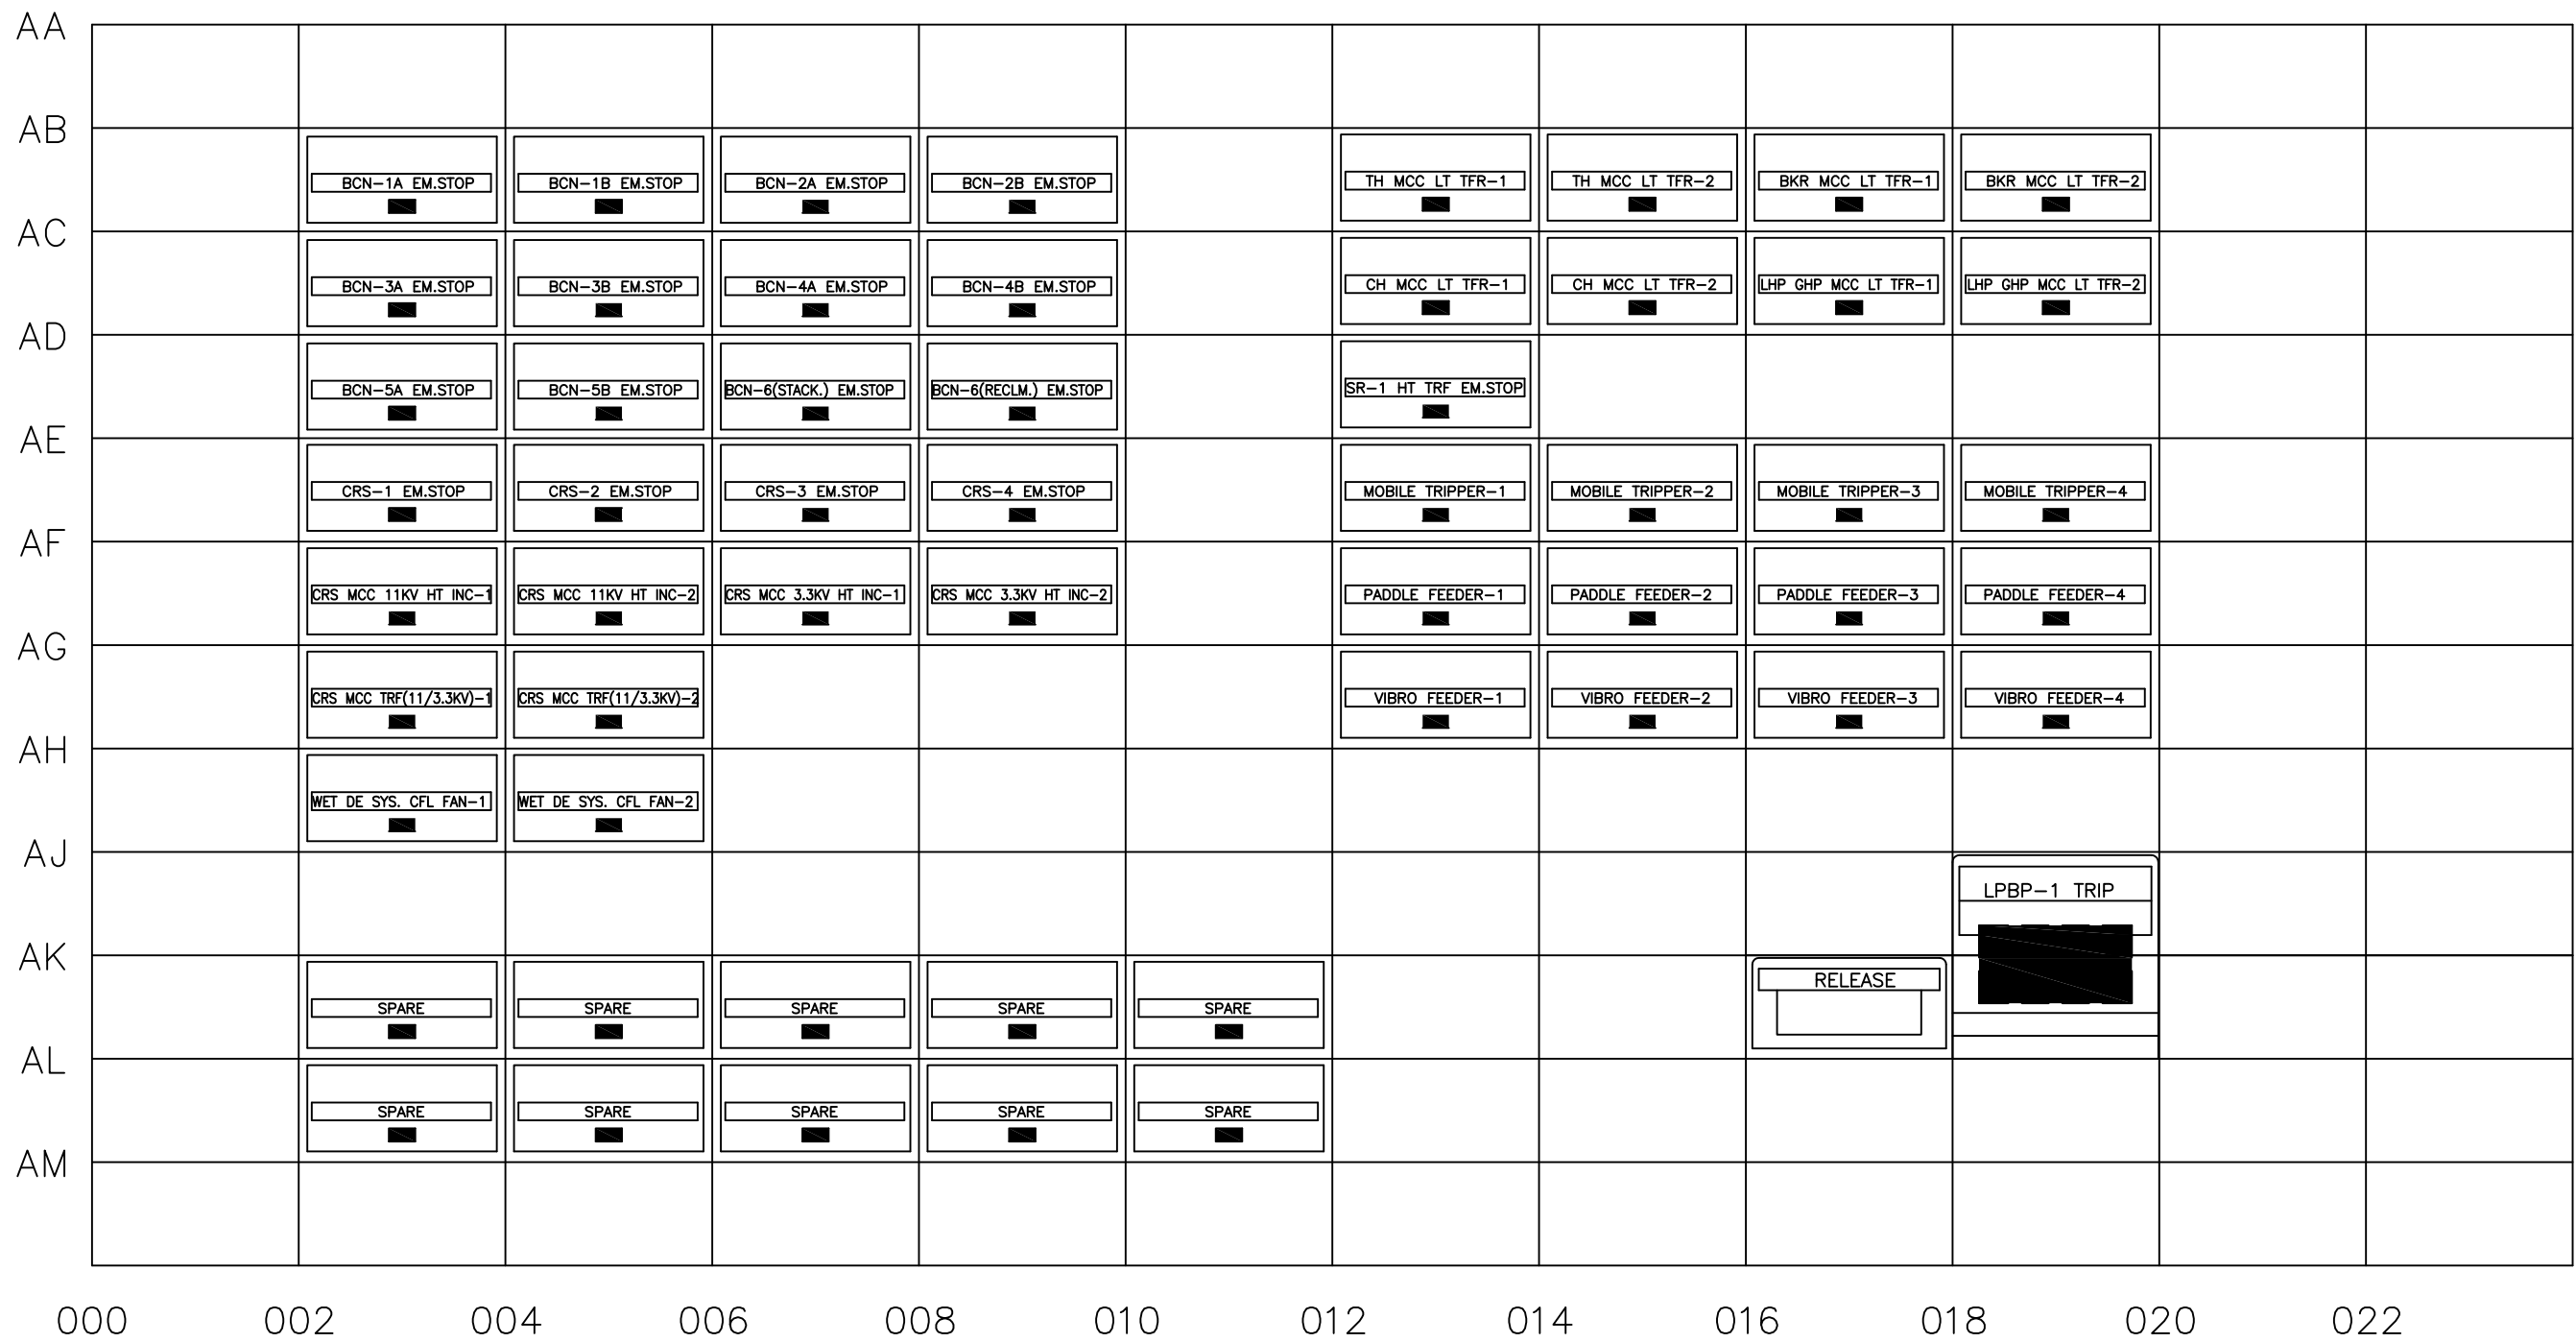 AA
AB
BCN-1A EM.STOP
BCN-1B EM.STOP
BCN-2A EM.STOP
BCN-2B EM.STOP
TH MCC LT TFR-1
TH MCC LT TFR-2
BKR MCC LT TFR-1
BKR MCC LT TFR-2
AC
BCN-3A EM.STOP
BCN-3B EM.STOP
BCN-4A EM.STOP
BCN-4B EM.STOP
CH MCC LT TFR-1
CH MCC LT TFR-2
LHP GHP MCC LT TFR-1
LHP GHP MCC LT TFR-2
AD
BCN-5A EM.STOP
BCN-5B EM.STOP
BCN-6(STACK.) EM.STOP
BCN-6(RECLM.) EM.STOP
SR-1 HT TRF EM.STOP
AE
CRS-1 EM.STOP
CRS-2 EM.STOP
CRS-3 EM.STOP
CRS-4 EM.STOP
MOBILE TRIPPER-1
MOBILE TRIPPER-2
MOBILE TRIPPER-3
MOBILE TRIPPER-4
AF
CRS MCC 11KV HT INC-1
CRS MCC 11KV HT INC-2
CRS MCC 3.3KV HT INC-1
CRS MCC 3.3KV HT INC-2
PADDLE FEEDER-1
PADDLE FEEDER-2
PADDLE FEEDER-3
PADDLE FEEDER-4
AG
CRS MCC TRF(11/3.3KV)-1
CRS MCC TRF(11/3.3KV)-2
VIBRO FEEDER-1
VIBRO FEEDER-2
VIBRO FEEDER-3
VIBRO FEEDER-4
AH
WET DE SYS. CFL FAN-1
WET DE SYS. CFL FAN-2
AJ
LPBP-1 TRIP
AK
SPARE
SPARE
SPARE
SPARE
SPARE
RELEASE
AL
SPARE
SPARE
SPARE
SPARE
SPARE
AM
000
002
004
006
008
010
012
014
016
018
020
022